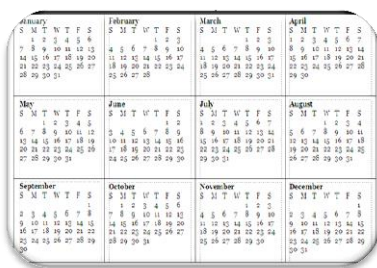 January
S M T W T F S
1 2 3 4 5 6
7 8 9 10 11 12 13
14 15 16 17 18 19 20
21 22 23 24 25 26 27
28 29 30 31
February
S M T W T F S
1 2 3
4 5 6 7 8 9 10
11 12 13 14 15 16 17
18 19 20 21 22 23 24
25 26 27 28
March
S M T W T F S
1 2 3
4 5 6 7 8 9 10
11 12 13 14 15 16 17
18 19 20 21 22 23 24
25 26 27 28 29 30 31
April
S M T W T F S
1 2 3 4 5 6 7
8 9 10 11 12 13 14
15 16 17 18 19 20 21
22 23 24 25 26 27 28
29 30
May
S M T W T F S
1 2 3 4 5
6 7 8 9 10 11 12
13 14 15 16 17 18 19
20 21 22 23 24 25 26
27 28 29 30 31
June
S M T W T F S
1 2
3 4 5 6 7 8 9
10 11 12 13 14 15 16
17 18 19 20 21 22 23
24 25 26 27 28 29 30
July
S M T W T F S
1 2 3 4 5 6 7
8 9 10 11 12 13 14
15 16 17 18 19 20 21
22 23 24 25 26 27 28
29 30 31
August
S M T W T F S
1 2 3 4
5 6 7 8 9 10 11
12 13 14 15 16 17 18
19 20 21 22 23 24 25
26 27 28 29 30 31
September
S M T W T F S
1
2 3 4 5 6 7 8
9 10 11 12 13 14 15
16 17 18 19 20 21 22
23 24 25 26 27 28 29
30
October
S M T W T F S
1 2 3 4 5 6
7 8 9 10 11 12 13
14 15 16 17 18 19 20
21 22 23 24 25 26 27
28 29 30 31
November
S M T W T F S
1 2 3
4 5 6 7 8 9 10
11 12 13 14 15 16 17
18 19 20 21 22 23 24
25 26 27 28 29 30
December
S M T W T F S
1
2 3 4 5 6 7 8
9 10 11 12 13 14 15
16 17 18 19 20 21 22
23 24 25 26 27 28 29
30